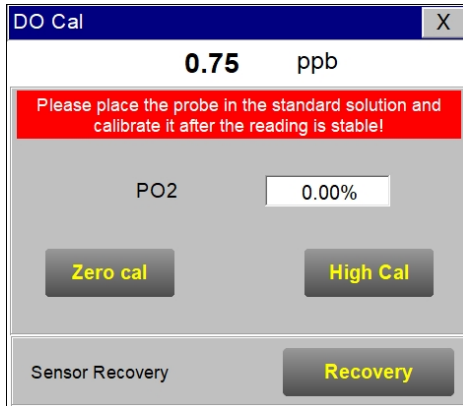 DO Cal X
0.75 ppb
Please place the probe in the standard solution and
calibrate it after the reading is stable!
PO2 0.00%
Zero cal High Cal
Sensor Recovery Recovery